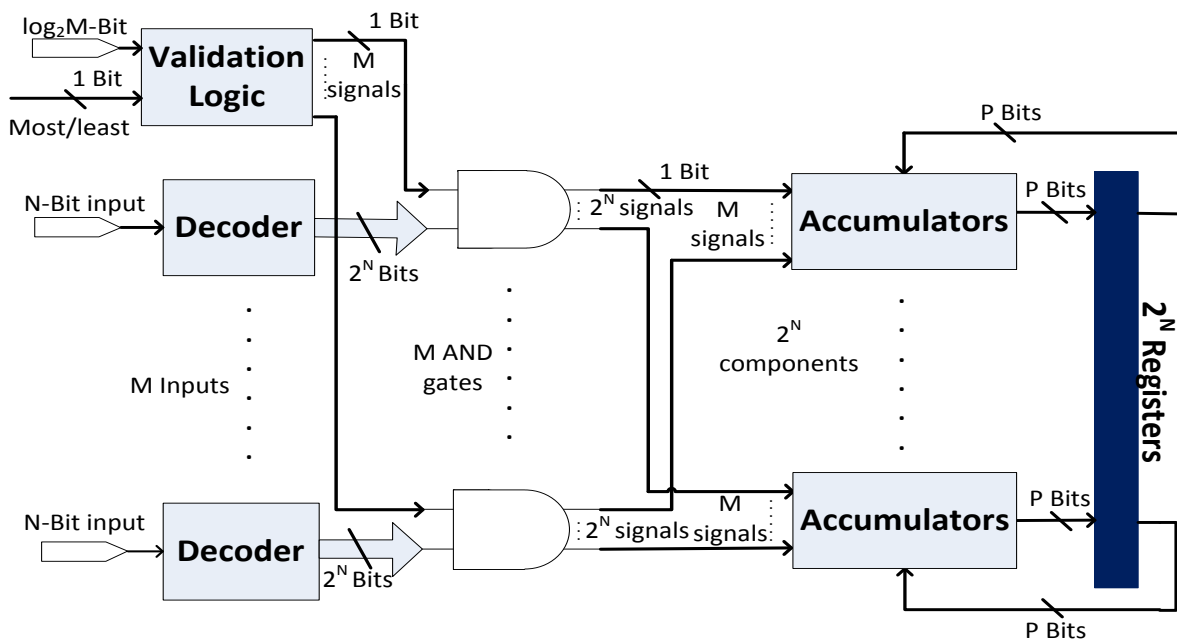 log₂M-Bit
Validation
Logic
1 Bit
Most/least
1 Bit
M
signals
N-Bit input
Decoder
2ᴺ Bits
M Inputs
M AND
gates
N-Bit input
Decoder
2ᴺ Bits
1 Bit
2ᴺ signals
M
signals
2ᴺ signals
M
signals
P Bits
Accumulators
P Bits
2ᴺ
components
Accumulators
P Bits
P Bits
2ᴺ Registers